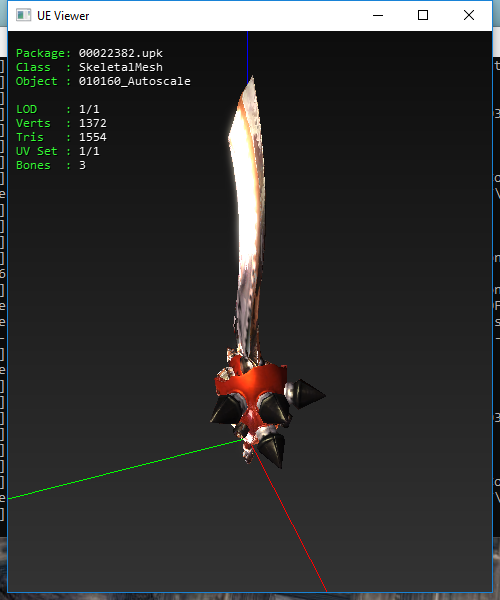 UE Viewer
Package: 00022382.upk
Class  : SkeletalMesh
Object : 010160_Autoscale
LOD    : 1/1
Verts  : 1372
Tris   : 1554
UV Set : 1/1
Bones  : 3